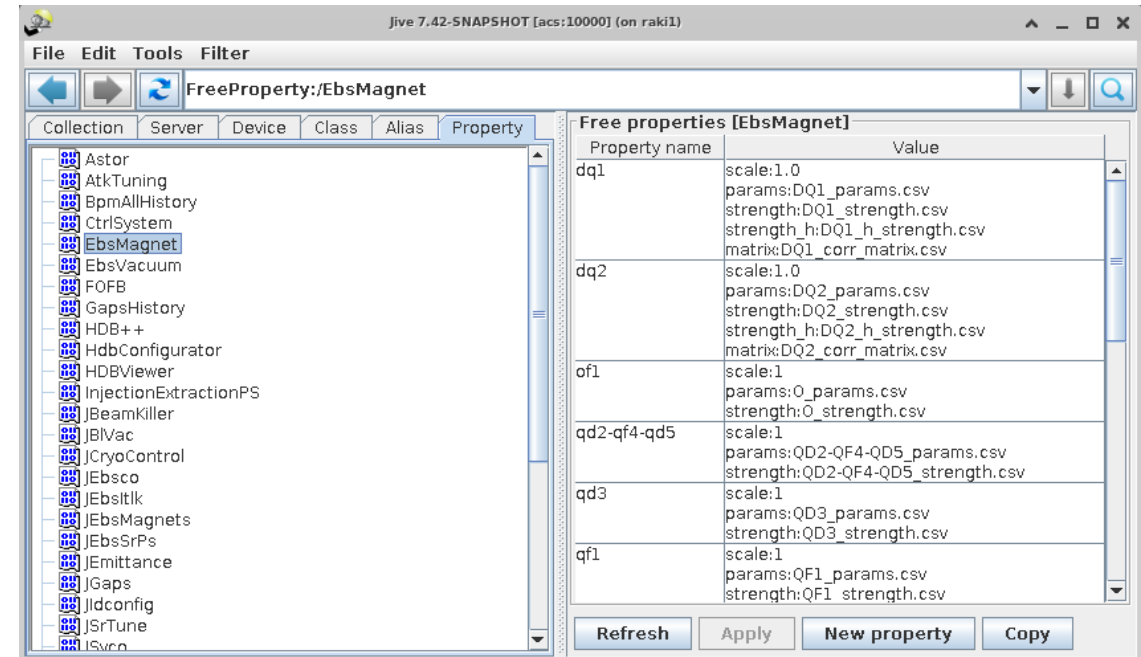 Jive 7.42-SNAPSHOT [acs:10000] (on raki1)
File Edit Tools Filter
FreeProperty:/EbsMagnet
Collection Server Device Class Alias Property
Astor
AtkTuning
BpmAllHistory
CtrlSystem
EbsMagnet
EbsVacuum
FOFB
GapsHistory
HDB++
HdbConfigurator
HDBViewer
InjectionExtractionPS
JBeamKiller
JBlVac
JCryoControl
JEbsco
JEbsItlk
JEbsMagnets
JEbsSrPs
JEmittance
JGaps
JIdconfig
JSrTune
Free properties [EbsMagnet]
Property name Value
dq1 scale:1.0
params:DQ1_params.csv
strength:DQ1_strength.csv
strength_h:DQ1_h_strength.csv
matrix:DQ1_corr_matrix.csv
dq2 scale:1.0
params:DQ2_params.csv
strength:DQ2_strength.csv
strength_h:DQ2_h_strength.csv
matrix:DQ2_corr_matrix.csv
of1 scale:1
params:O_params.csv
strength:O_strength.csv
qd2-qf4-qd5 scale:1
params:QD2-QF4-QD5_params.csv
strength:QD2-QF4-QD5_strength.csv
qd3 scale:1
params:QD3_params.csv
strength:QD3_strength.csv
qf1 scale:1
params:QF1_params.csv
strength:QF1_strength.csv
Refresh Apply New property Copy